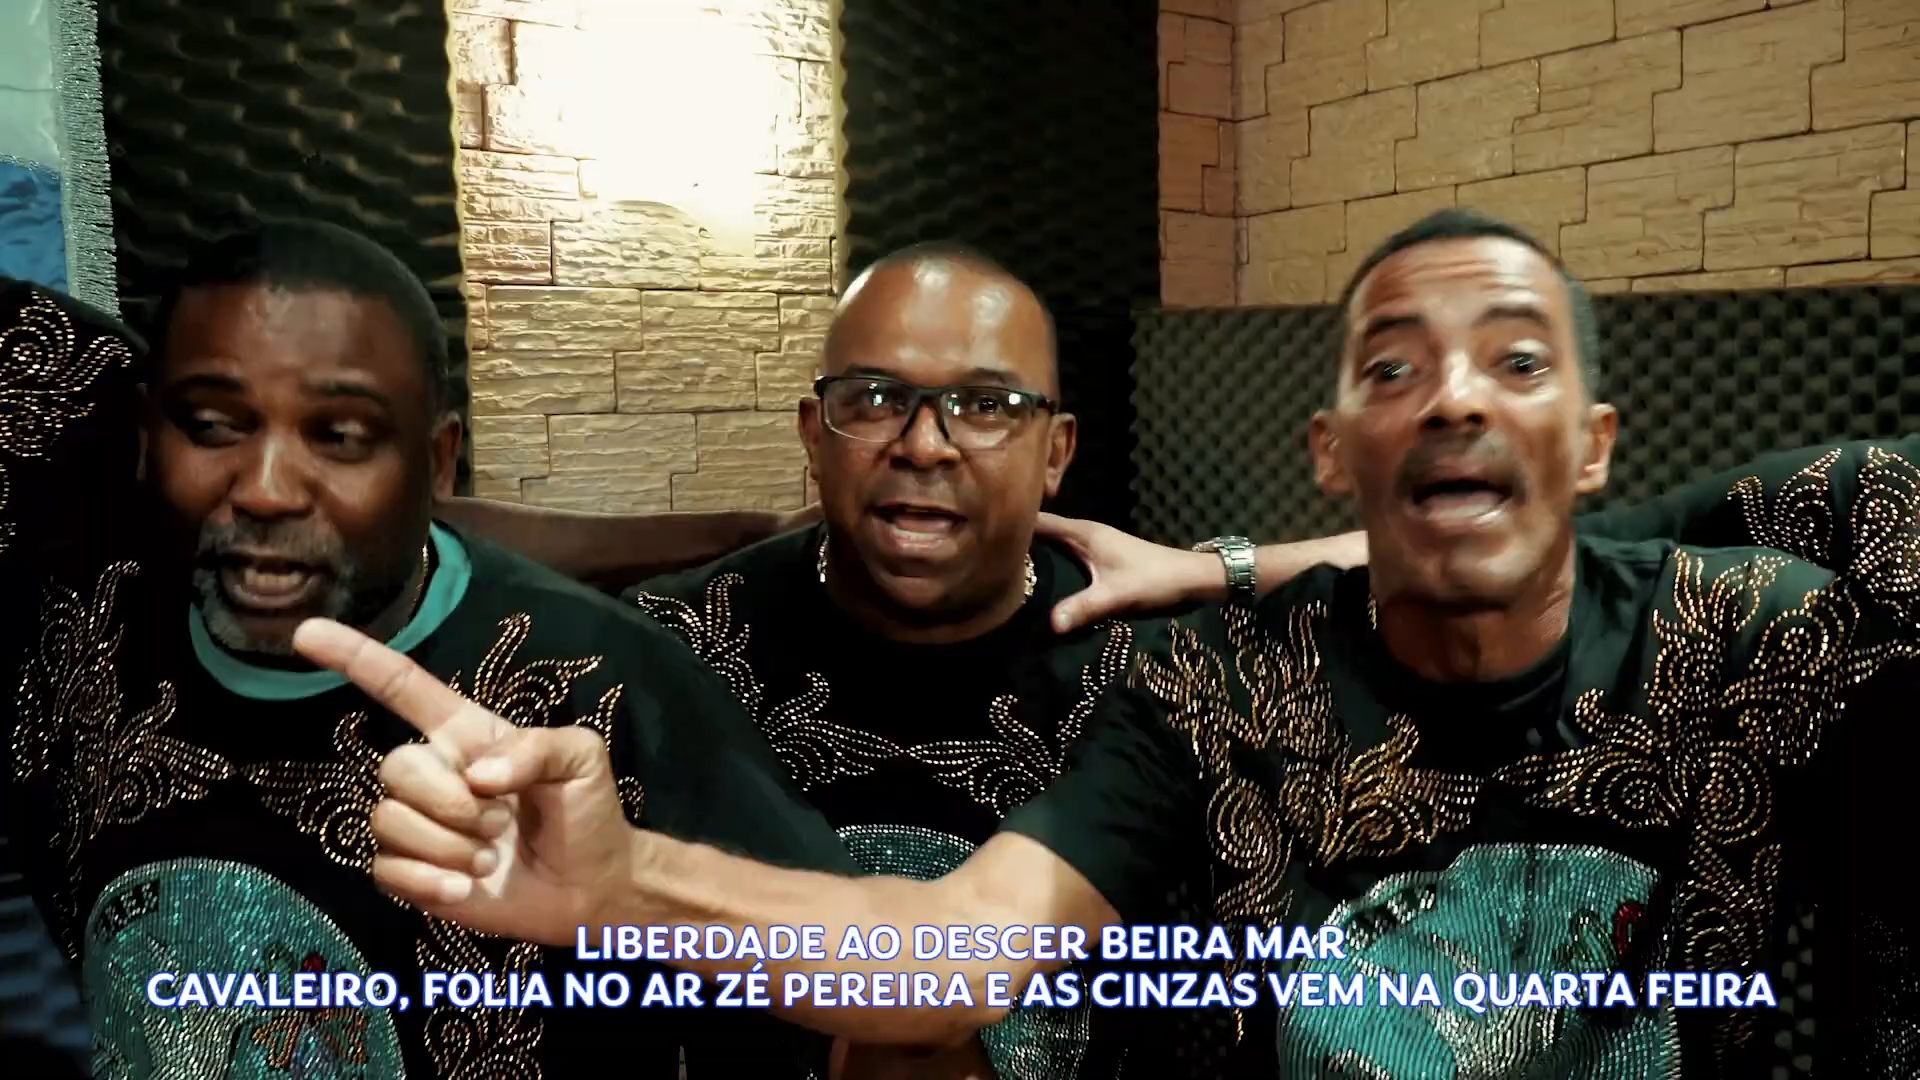 LIBERDADE AO DESCER BEIRA MAR
CAVALEIRO, FOLIA NO AR ZÉ PEREIRA E AS CINZAS VEM NA QUARTA FEIRA